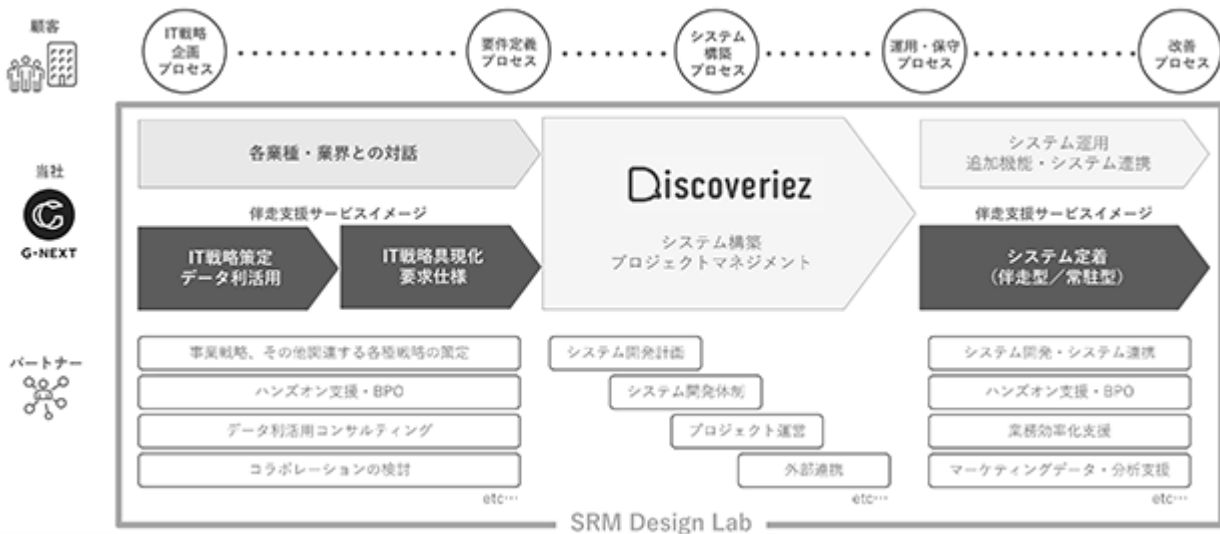 顧客
IT戦略
企画
プロセス
要件定義
プロセス
システム
構築
プロセス
運用・保守
プロセス
改善
プロセス
当社
G-NEXT
各業種・業界との対話
伴走支援サービスイメージ
IT戦略策定
データ利活用
IT戦略具現化
要求仕様
Discoveriez
システム構築
プロジェクトマネジメント
システム運用
追加機能・システム連携
伴走支援サービスイメージ
システム定着
（伴走型／常駐型）
パートナー
事業戦略、その他関連する各種戦略の策定
ハンズオン支援・BPO
データ利活用コンサルティング
コラボレーションの検討
etc…
システム開発計画
システム開発体制
プロジェクト運営
外部連携
etc…
システム開発・システム連携
ハンズオン支援・BPO
業務効率化支援
マーケティングデータ・分析支援
etc…
SRM Design Lab